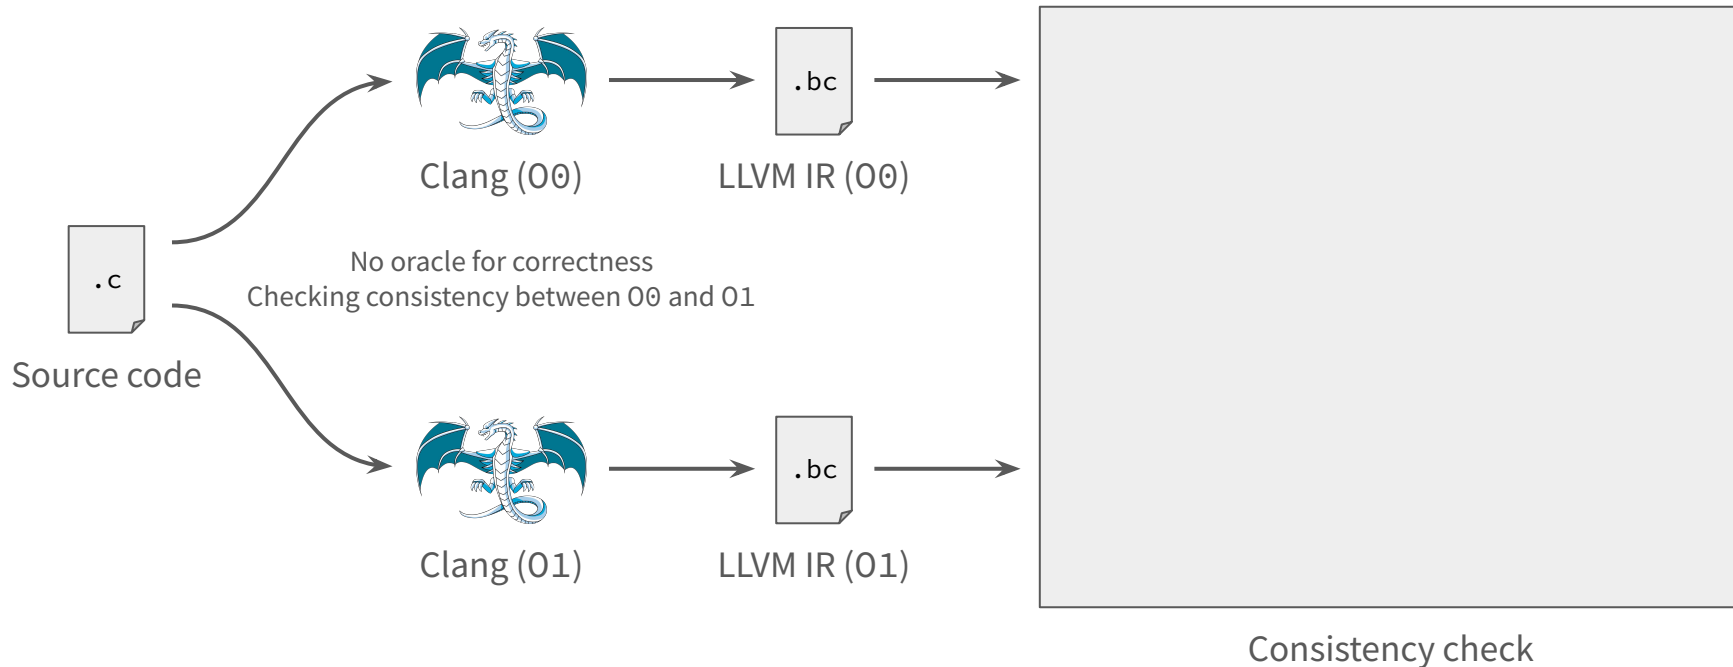 .bc
.bc
Clang (O0)
LLVM IR (O0)
.c
No oracle for correctness
Checking consistency between O0 and O1
Source code
Clang (O1)
LLVM IR (O1)
Consistency check